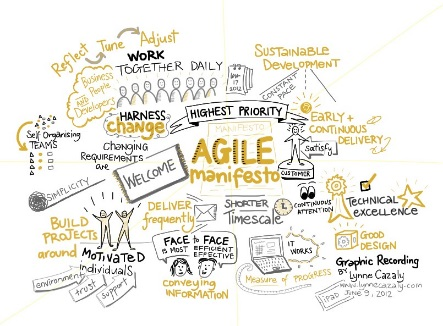 Reflect Tune Adjust
WORK
TOGETHER DAILY
Business
People
AND
Developers
Sustainable
Development
CONSTANT
PACE
HARNESS
change
CHANGING
REQUIREMENTS
are
WELCOME
HIGHEST PRIORITY
MANIFESTO
AGILE
manifesto
EARLY +
CONTINUOUS
DELIVERY
Satisfy
CUSTOMER
Self Organising
TEAMS
SIMPLICITY
BUILD
PROJECTS
around
MOTIVATED
individuals
environment
trust
support
DELIVER
frequently
SHORTER
Timescale
CONTINUOUS
ATTENTION
TECHNICAL
EXCELLENCE
GOOD
DESIGN
FACE to FACE
IS MOST EFFICIENT
EFFECTIVE
conveying
INFORMATION
IT
WORKS
Measure of PROGRESS
Graphic Recording
BY Lynne Cazaly
www.lynnecazaly.com
iPad JUNE 9, 2012